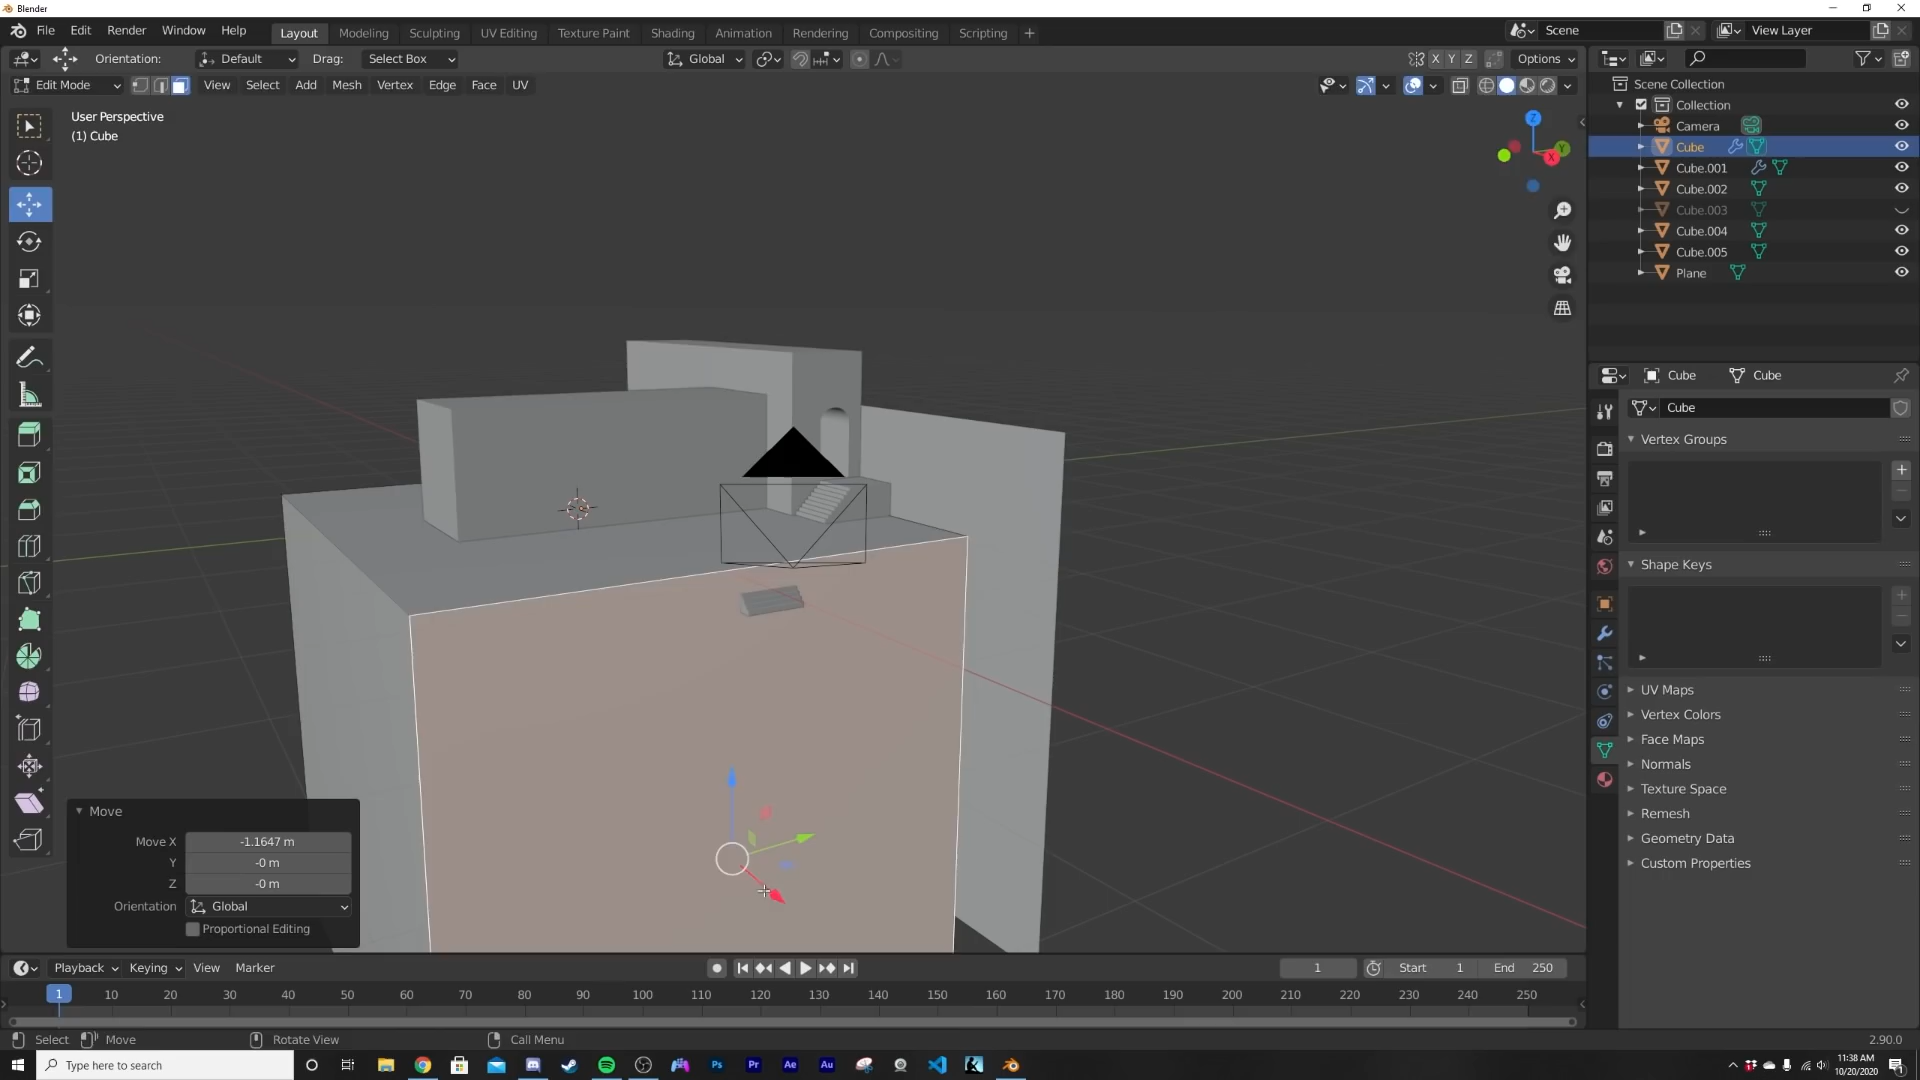 Blender
File Edit Render Window Help Layout Modeling Sculpting UV Editing Texture Paint Shading Animation Rendering Compositing Scripting + Scene View Layer
Orientation: Default Drag: Select Box Global X Y Z Options
Edit Mode View Select Add Mesh Vertex Edge Face UV
User Perspective
(1) Cube
Z
Y
X
Scene Collection
Collection
Camera
Cube
Cube.001
Cube.002
Cube.003
Cube.004
Cube.005
Plane
Cube Cube
Cube
Vertex Groups
Shape Keys
UV Maps
Vertex Colors
Face Maps
Normals
Texture Space
Remesh
Geometry Data
Custom Properties
Move
Move X -1.1647 m
Y -0 m
Z -0 m
Orientation Global
Proportional Editing
Playback Keying View Marker 1 Start 1 End 250
1 10 20 30 40 50 60 70 80 90 100 110 120 130 140 150 160 170 180 190 200 210 220 230 240 250
Select Move Rotate View Call Menu 2.90.0
Type here to search Ps Pr Ae Au 11:38 AM
10/20/2020